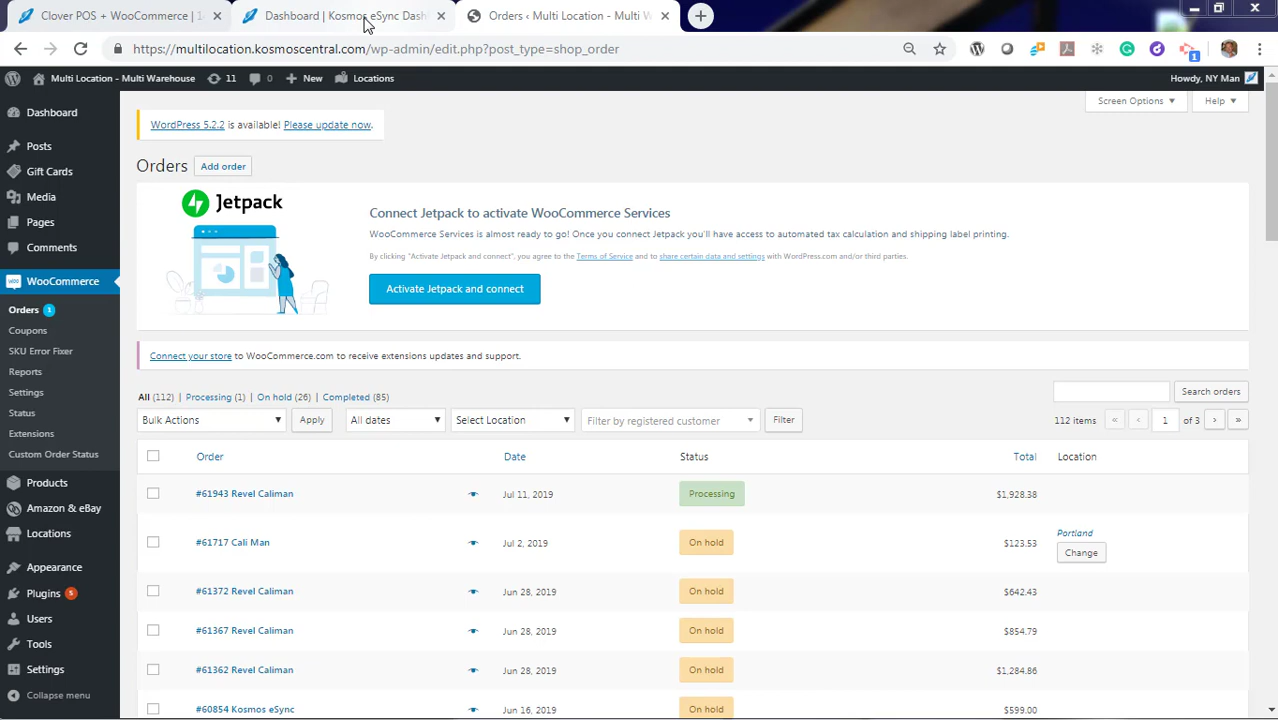 Clover POS + WooCommerce | 1
Dashboard | Kosmos eSync Dash
Orders ‹ Multi Location - Multi W
https://multilocation.kosmoscentral.com/wp-admin/edit.php?post_type=shop_order
1
Multi Location - Multi Warehouse
11
0
New
Locations
Howdy, NY Man
Dashboard
Posts
Gift Cards
Media
Pages
Comments
WooCommerce
Orders 1
Coupons
SKU Error Fixer
Reports
Settings
Status
Extensions
Custom Order Status
Products
Amazon & eBay
Locations
Appearance
Plugins 5
Users
Tools
Settings
Collapse menu
Screen Options ▼
Help ▼
WordPress 5.2.2 is available! Please update now.
Orders
Add order
Jetpack
Connect Jetpack to activate WooCommerce Services
WooCommerce Services is almost ready to go! Once you connect Jetpack you'll have access to automated tax calculation and shipping label printing.
By clicking "Activate Jetpack and connect", you agree to the Terms of Service and to share certain data and settings with WordPress.com and/or third parties.
Activate Jetpack and connect
Connect your store to WooCommerce.com to receive extensions updates and support.
All (112) | Processing (1) | On hold (26) | Completed (85)
Search orders
Bulk Actions
Apply
All dates
Select Location
Filter by registered customer
Filter
112 items « ‹ 1 of 3 › »
Order Date Status Total Location
#61943 Revel Caliman Jul 11, 2019 Processing $1,928.38
#61717 Cali Man Jul 2, 2019 On hold $123.53 Portland
Change
#61372 Revel Caliman Jun 28, 2019 On hold $642.43
#61367 Revel Caliman Jun 28, 2019 On hold $854.79
#61362 Revel Caliman Jun 28, 2019 On hold $1,284.86
#60854 Kosmos eSync Jun 16, 2019 On hold $599.00